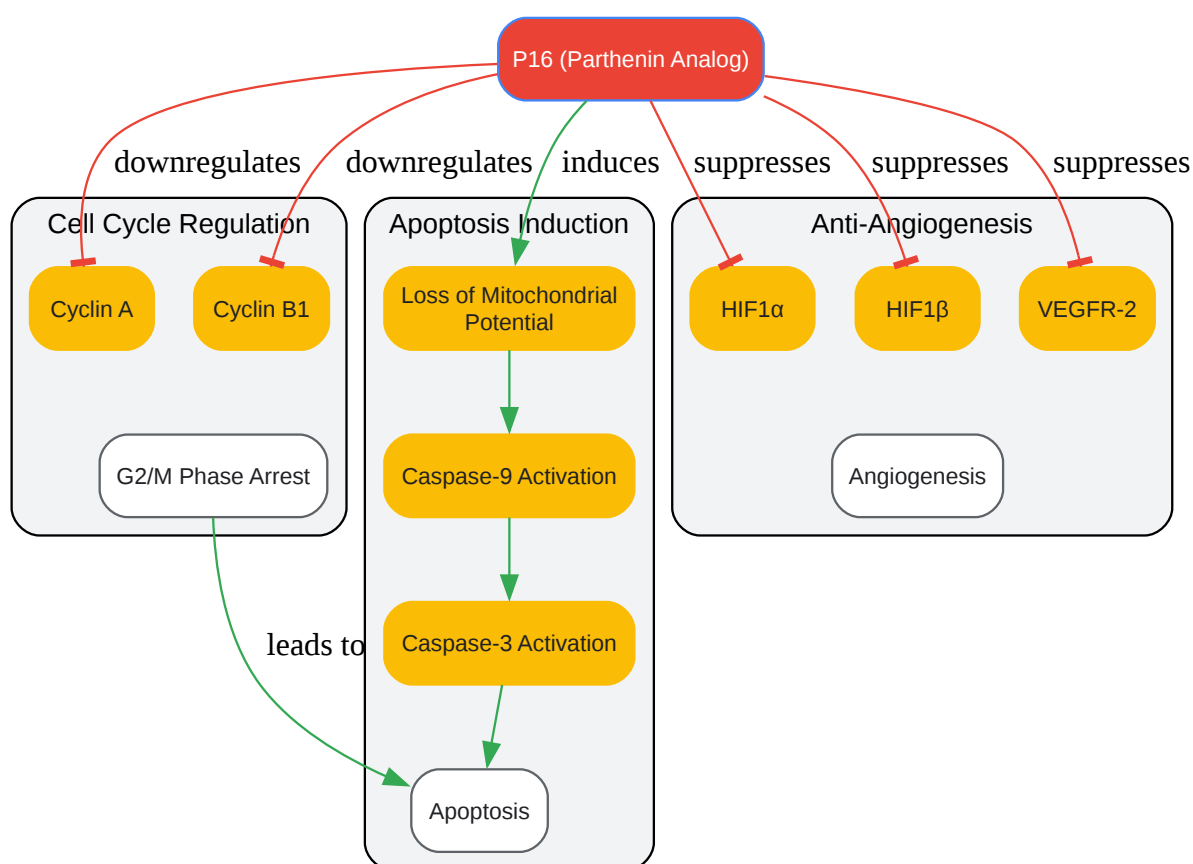 P16 (Parthenin Analog)
downregulates
downregulates
induces
suppresses
suppresses
suppresses
Cell Cycle Regulation
Apoptosis Induction
Anti-Angiogenesis
Cyclin A
Cyclin B1
Loss of Mitochondrial
Potential
HIF1α
HIF1β
VEGFR-2
G2/M Phase Arrest
Caspase-9 Activation
Angiogenesis
leads to
Caspase-3 Activation
Apoptosis